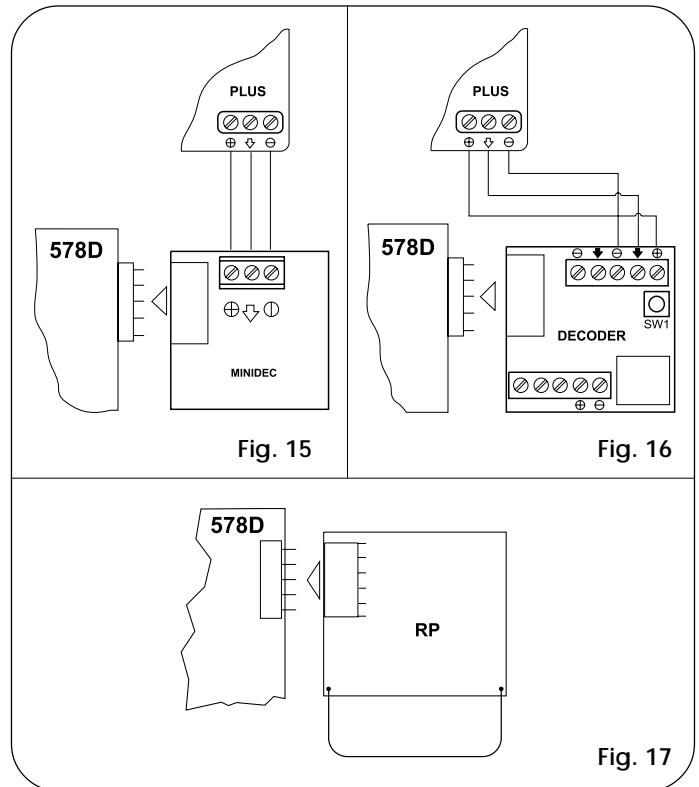 PLUS
⊕ ⇩ ⊖
578D
⊕ ⇩ ⦶
MINIDEC
Fig. 15
PLUS
⊕ ⇩ ⊖
578D
⊖ 🡇 ⊖ 🡇 ⊕
SW1
DECODER
⊕ ⊖
Fig. 16
578D
RP
Fig. 17